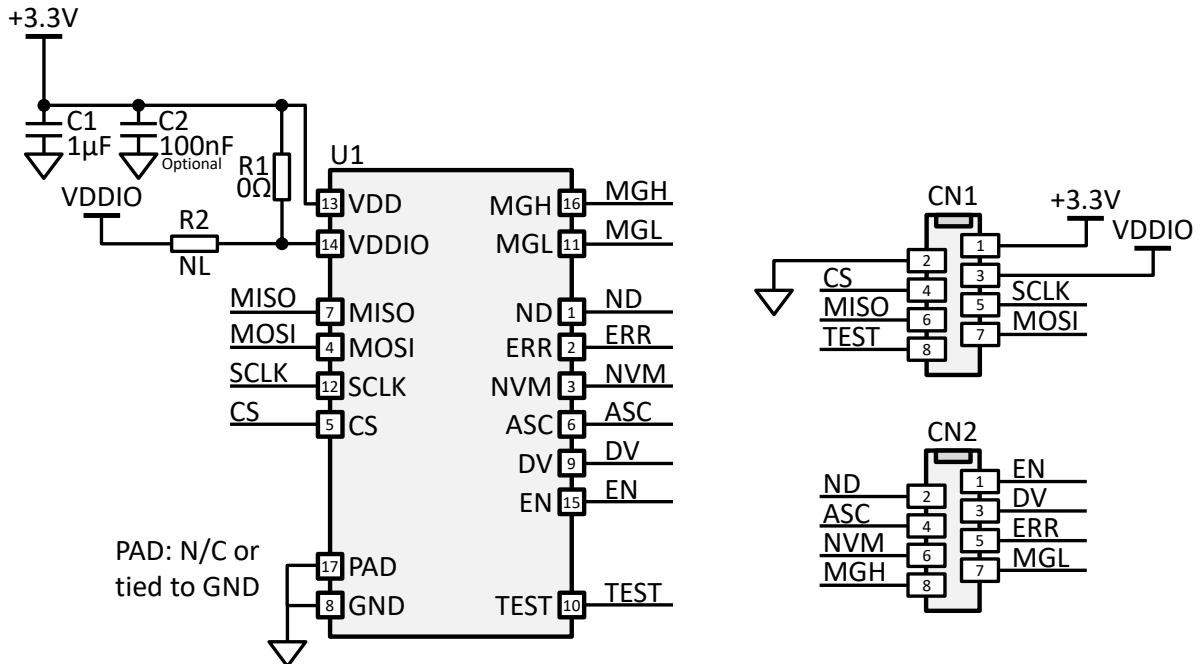 +3.3V
C1
1µF
C2
100nF
Optional
R1
0Ω
VDDIO
R2
NL
U1
13 VDD
14 VDDIO
MISO 7 MISO
MOSI 4 MOSI
SCLK 12 SCLK
CS 5 CS
PAD: N/C or
tied to GND
17 PAD
8 GND
MGH 16 MGH
MGL 11 MGL
ND 1 ND
ERR 2 ERR
NVM 3 NVM
ASC 6 ASC
DV 9 DV
EN 15 EN
TEST 10 TEST
CN1
+3.3V
VDDIO
1
2
3
CS 4
5 SCLK
MISO 6
7 MOSI
TEST 8
CN2
1 EN
ND 2
3 DV
ASC 4
5 ERR
NVM 6
7 MGL
MGH 8